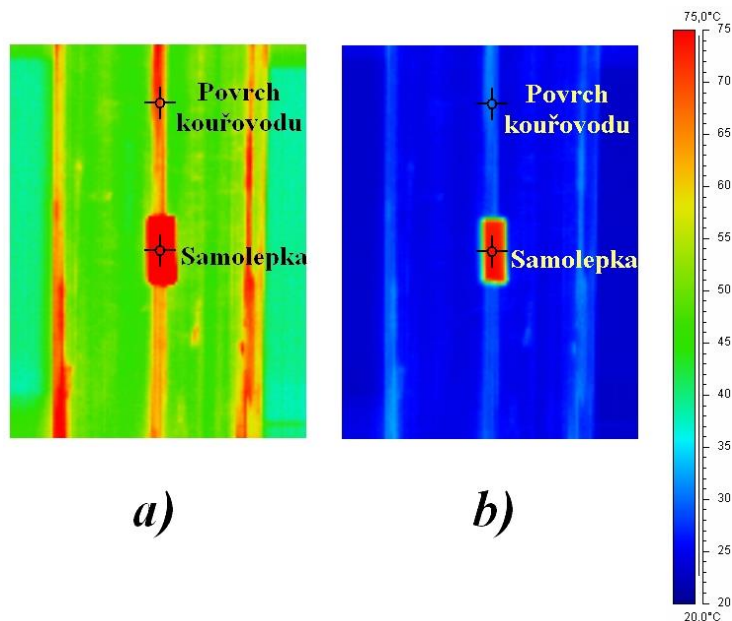 75,0°C
Povrch
kouřovodu
Samolepka
Povrch
kouřovodu
Samolepka
75
70
65
60
55
50
45
40
35
30
25
20
20.0°C
a)
b)